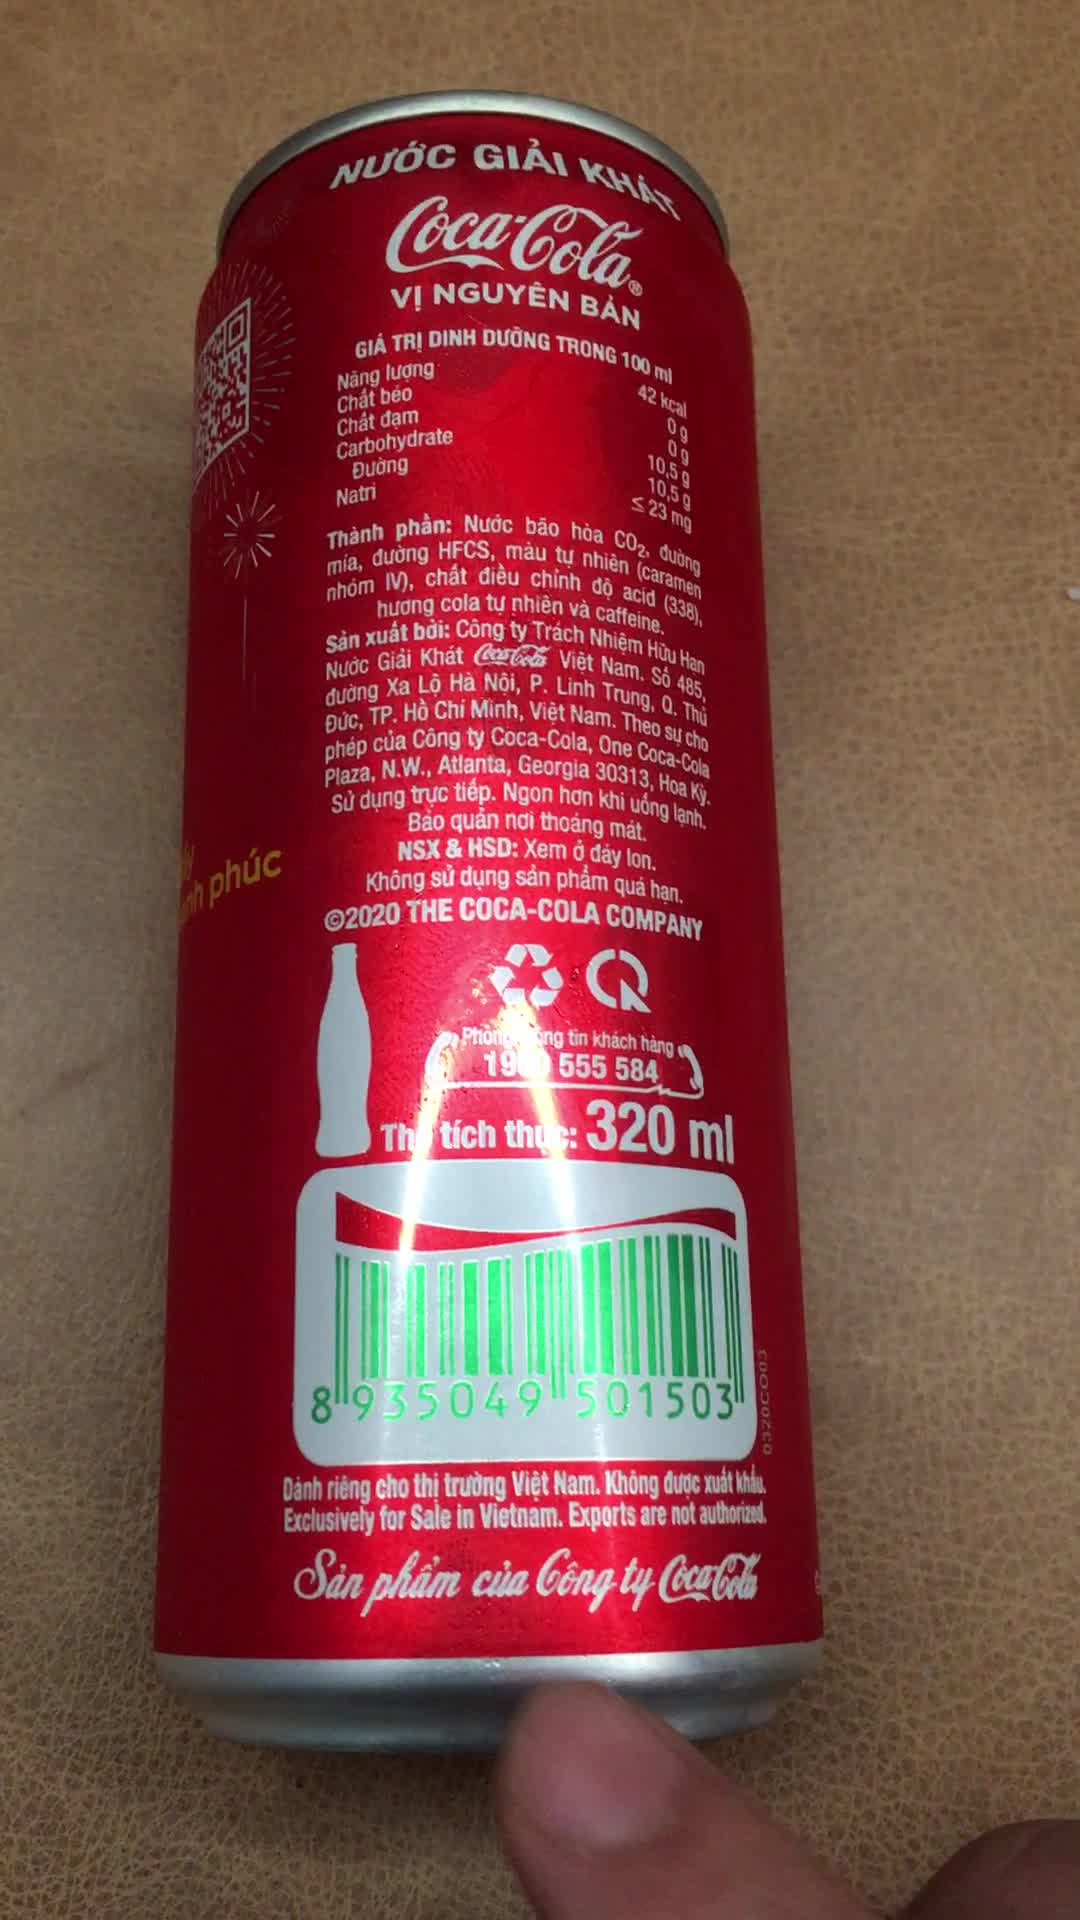 NƯỚC GIẢI KHÁT
Coca-Cola®
VỊ NGUYÊN BẢN
GIÁ TRỊ DINH DƯỠNG TRONG 100 ml
Năng lượng 42 kcal
Chất béo 0 g
Chất đạm 0 g
Carbohydrate 10,5 g
Đường 10,5 g
Natri ≤ 23 mg
Thành phần: Nước bão hòa CO₂, đường
mía, đường HFCS, màu tự nhiên (caramen
nhóm IV), chất điều chỉnh độ acid (338),
hương cola tự nhiên và caffeine.
Sản xuất bởi: Công ty Trách Nhiệm Hữu Hạn
Nước Giải Khát Coca-Cola Việt Nam. Số 485,
đường Xa Lộ Hà Nội, P. Linh Trung, Q. Thủ
Đức, TP. Hồ Chí Minh, Việt Nam. Theo sự cho
phép của Công ty Coca-Cola, One Coca-Cola
Plaza, N.W., Atlanta, Georgia 30313, Hoa Kỳ.
Sử dụng trực tiếp. Ngon hơn khi uống lạnh.
Bảo quản nơi thoáng mát.
NSX & HSD: Xem ở đáy lon.
Không sử dụng sản phẩm quá hạn.
©2020 THE COCA-COLA COMPANY
phúc
tin khách hàng
555 584
tích 320 ml
8 935049 501503
0320CO03
Dành riêng cho thị trường Việt Nam. Không được xuất khẩu.
Exclusively for Sale in Vietnam. Exports are not authorized.
Sản phẩm của Công ty Coca-Cola